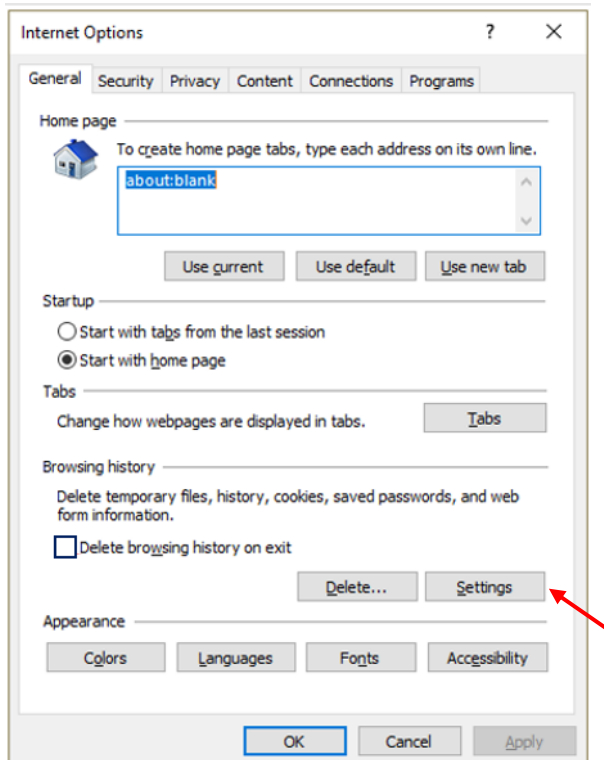 Internet Options ?
General Security Privacy Content Connections Programs
Home page
To create home page tabs, type each address on its own line.
about:blank
Use current Use default Use new tab
Startup
Start with tabs from the last session
Start with home page
Tabs
Change how webpages are displayed in tabs. Tabs
Browsing history
Delete temporary files, history, cookies, saved passwords, and web
form information.
Delete browsing history on exit
Delete... Settings
Appearance
Colors Languages Fonts Accessibility
OK Cancel Apply